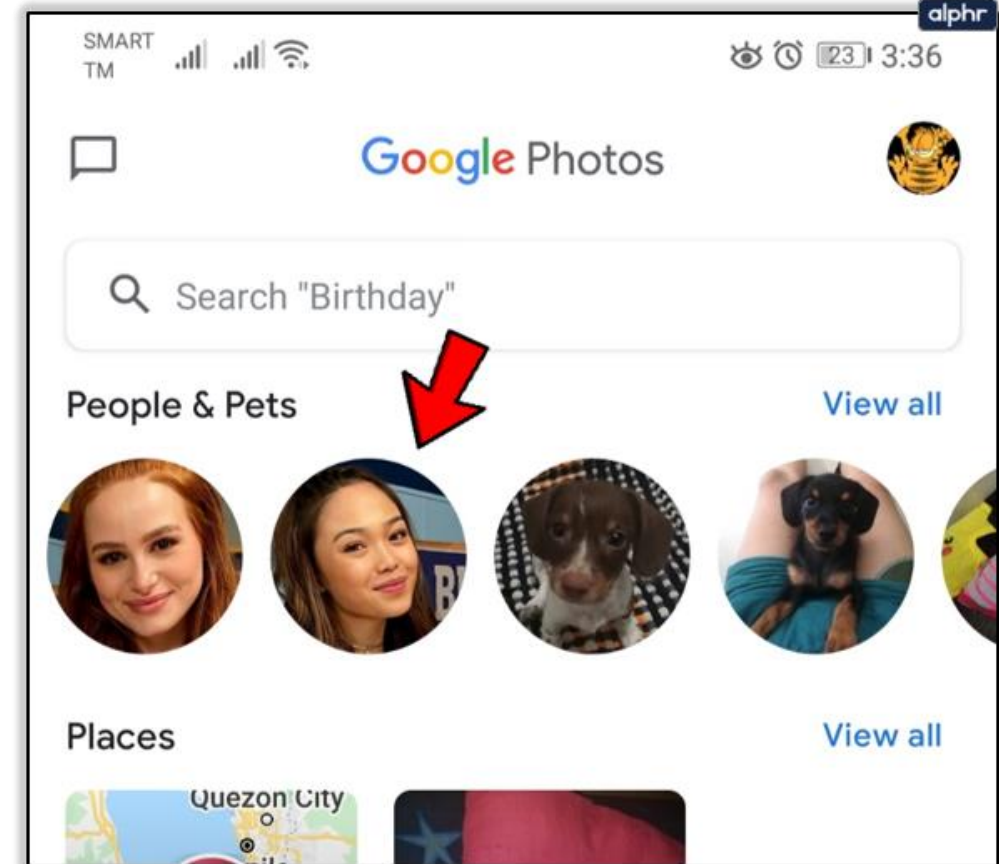 alphr
SMART
TM
23 3:36
Google Photos
Search "Birthday"
People & Pets
View all
B
Places
View all
Quezon City